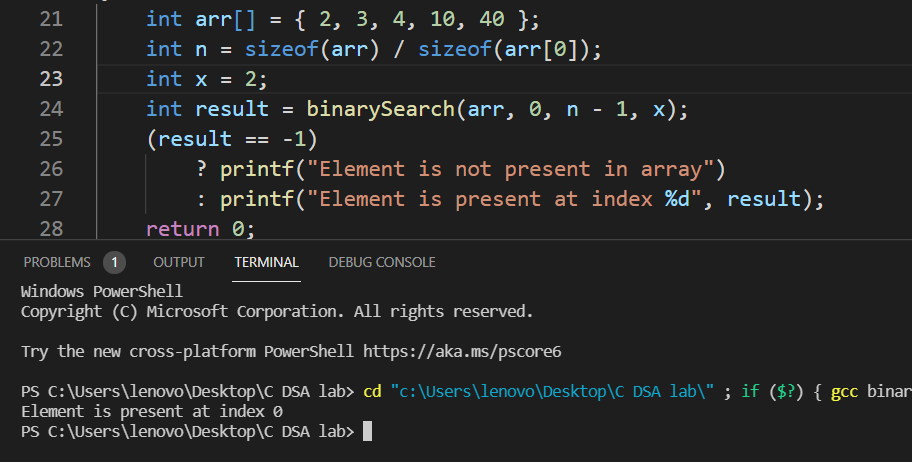 21 int arr[] = { 2, 3, 4, 10, 40 };
22 int n = sizeof(arr) / sizeof(arr[0]);
23 int x = 2;
24 int result = binarySearch(arr, 0, n - 1, x);
25 (result == -1)
26 ? printf("Element is not present in array")
27 : printf("Element is present at index %d", result);
28 return 0;
PROBLEMS 1 OUTPUT TERMINAL DEBUG CONSOLE
Windows PowerShell
Copyright (C) Microsoft Corporation. All rights reserved.
Try the new cross-platform PowerShell https://aka.ms/pscore6
PS C:\Users\lenovo\Desktop\C DSA lab> cd "c:\Users\lenovo\Desktop\C DSA lab\" ; if ($?) { gcc binar
Element is present at index 0
PS C:\Users\lenovo\Desktop\C DSA lab>